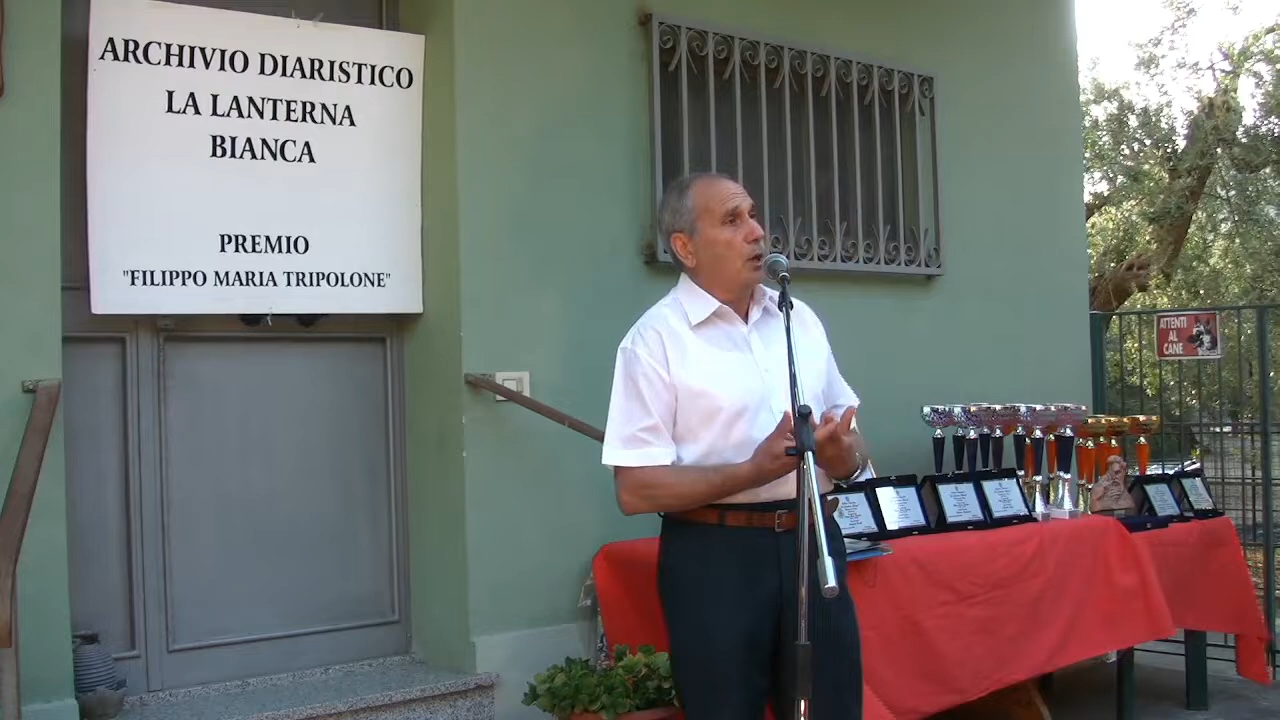 ARCHIVIO DIARISTICO
LA LANTERNA
BIANCA
PREMIO
"FILIPPO MARIA TRIPOLONE"
ATTENTI
AL
CANE